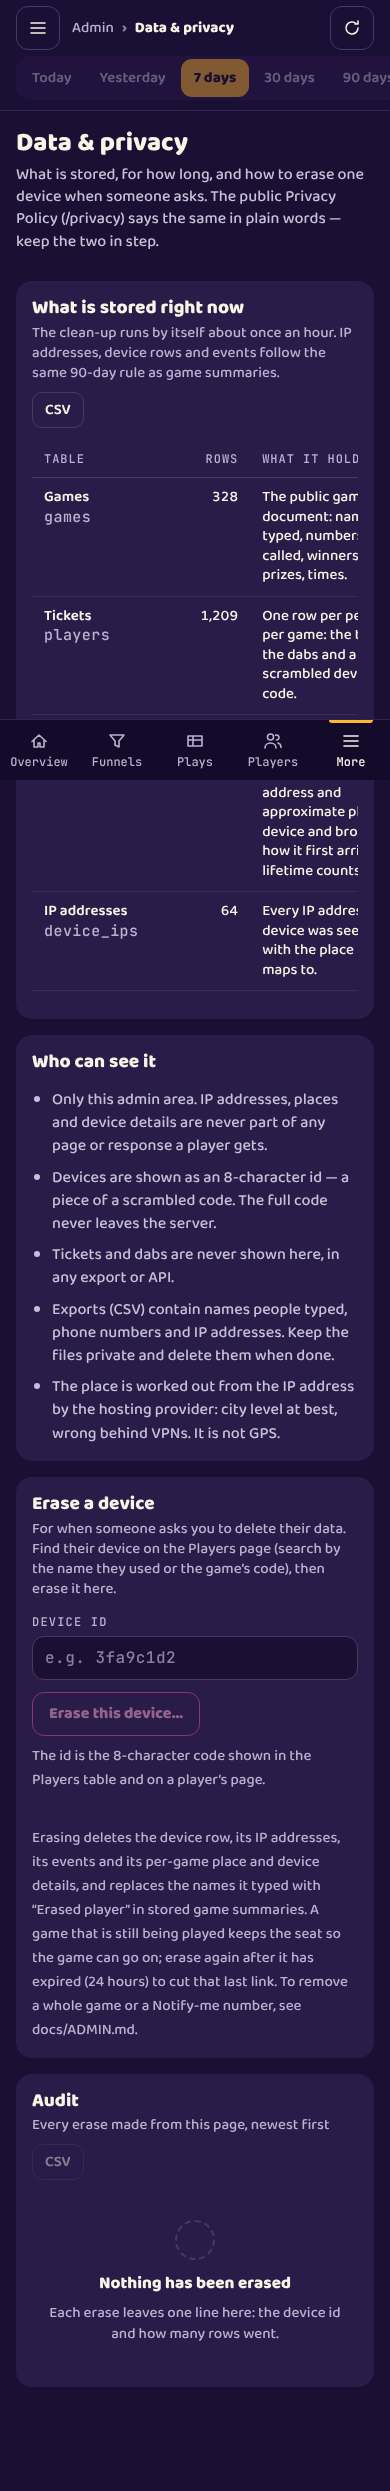 Admin › Data & privacy
Today Yesterday 7 days 30 days 90 days
Data & privacy
What is stored, for how long, and how to erase one
device when someone asks. The public Privacy
Policy (/privacy) says the same in plain words —
keep the two in step.
What is stored right now
The clean-up runs by itself about once an hour. IP
addresses, device rows and events follow the
same 90-day rule as game summaries.
CSV
TABLE ROWS WHAT IT HOLD
Games 328 The public gam
games document: nam
typed, number
called, winners
prizes, times.
Tickets 1,209 One row per pe
players per game: the b
the dabs and a
scrambled dev
code.
Overview Funnels Plays Players More
address and
approximate pl
device and bro
how it first arri
lifetime counts
IP addresses 64 Every IP addres
device_ips device was see
with the place
maps to.
Who can see it
Only this admin area. IP addresses, places
and device details are never part of any
page or response a player gets.
Devices are shown as an 8-character id — a
piece of a scrambled code. The full code
never leaves the server.
Tickets and dabs are never shown here, in
any export or API.
Exports (CSV) contain names people typed,
phone numbers and IP addresses. Keep the
files private and delete them when done.
The place is worked out from the IP address
by the hosting provider: city level at best,
wrong behind VPNs. It is not GPS.
Erase a device
For when someone asks you to delete their data.
Find their device on the Players page (search by
the name they used or the game's code), then
erase it here.
DEVICE ID
e.g. 3fa9c1d2
Erase this device...
The id is the 8-character code shown in the
Players table and on a player's page.
Erasing deletes the device row, its IP addresses,
its events and its per-game place and device
details, and replaces the names it typed with
“Erased player” in stored game summaries. A
game that is still being played keeps the seat so
the game can go on; erase again after it has
expired (24 hours) to cut that last link. To remove
a whole game or a Notify-me number, see
docs/ADMIN.md.
Audit
Every erase made from this page, newest first
CSV
Nothing has been erased
Each erase leaves one line here: the device id
and how many rows went.